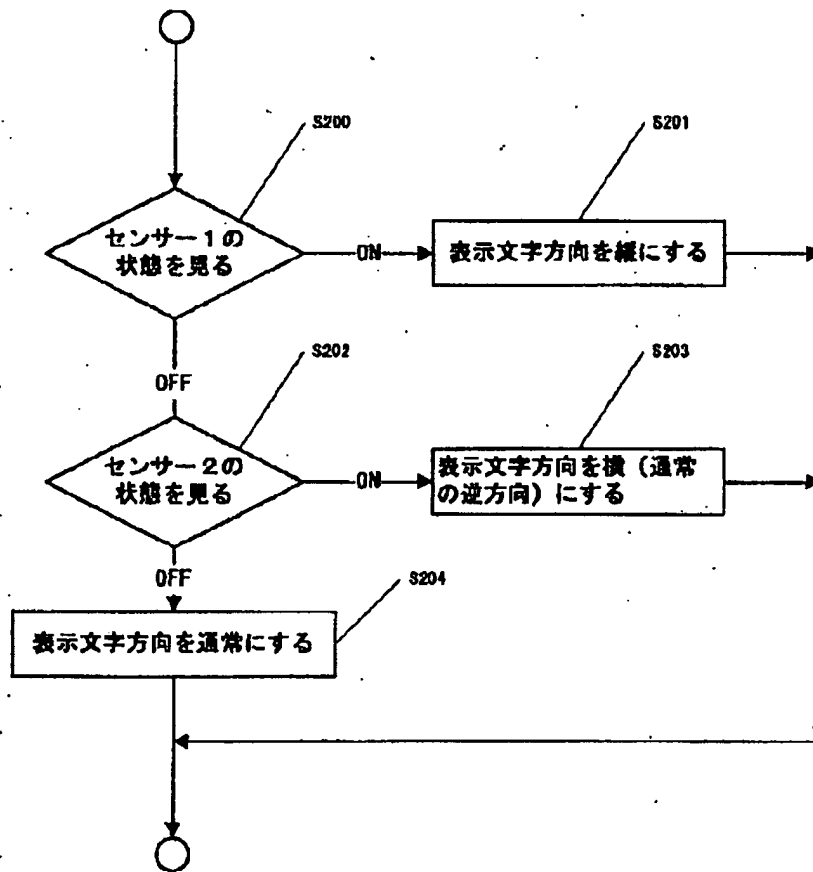 S200
S201
センサー1の
状態を見る
ON
表示文字方向を縦にする
OFF
S202
S203
センサー2の
状態を見る
ON
表示文字方向を横(通常
の逆方向)にする
OFF
S204
表示文字方向を通常にする